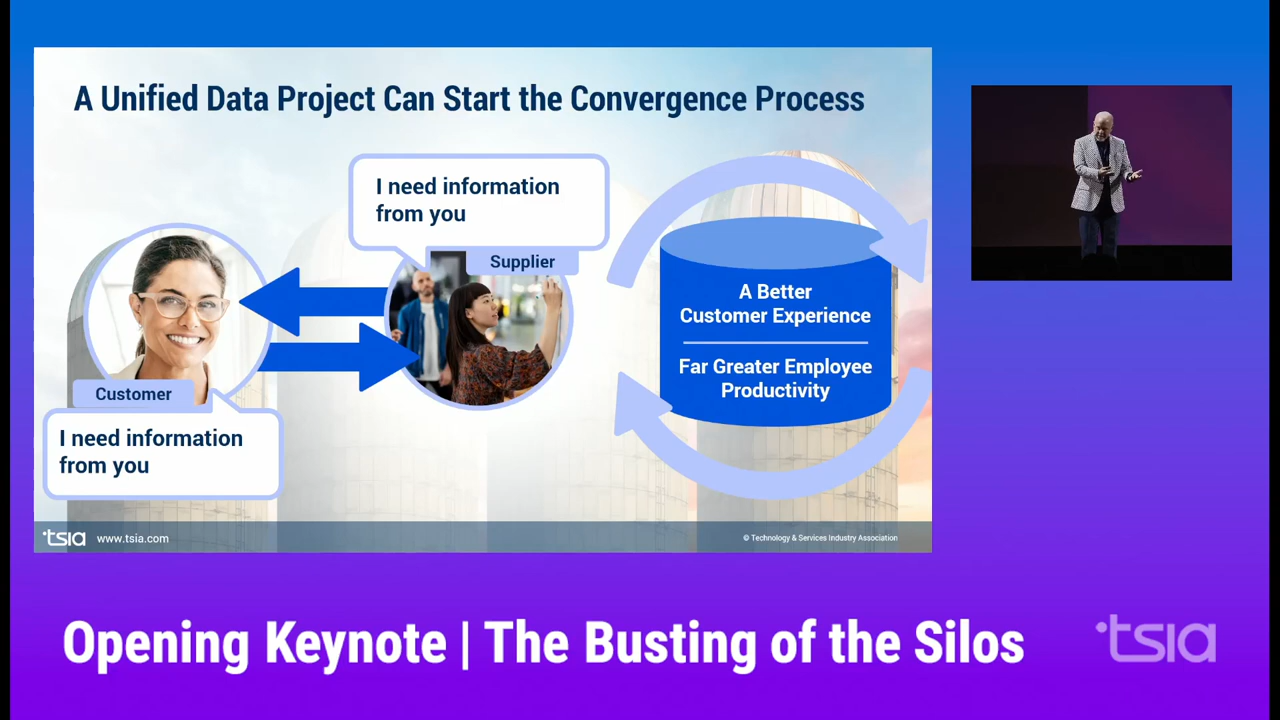 A Unified Data Project Can Start the Convergence Process
I need information
from you
Supplier
Customer
I need information
from you
A Better
Customer Experience
Far Greater Employee
Productivity
tsia www.tsia.com
© Technology & Services Industry Association
Opening Keynote | The Busting of the Silos
tsia